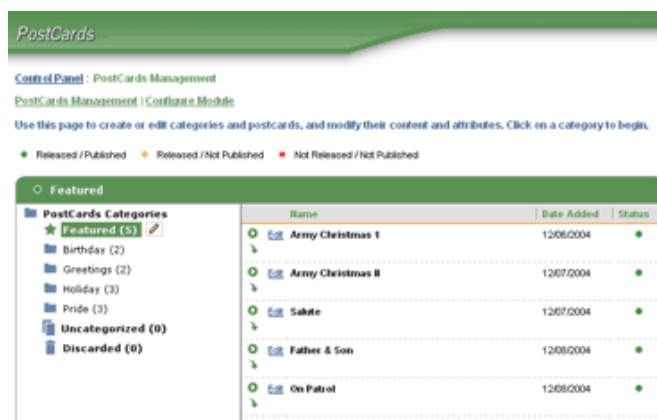 PostCards
Control Panel : PostCards Management
PostCards Management | Configure Module
Use this page to create or edit categories and postcards, and modify their content and attributes. Click on a category to begin.
Released / Published Released / Not Published Not Released / Not Published
Featured
PostCards Categories
Featured (5)
Birthday (2)
Greetings (2)
Holiday (3)
Pride (3)
Uncategorized (0)
Discarded (0)
Name Date Added Status
Edit Army Christmas 1 12/06/2004
Edit Army Christmas II 12/07/2004
Edit Salute 12/07/2004
Edit Father & Son 12/08/2004
Edit On Patrol 12/08/2004